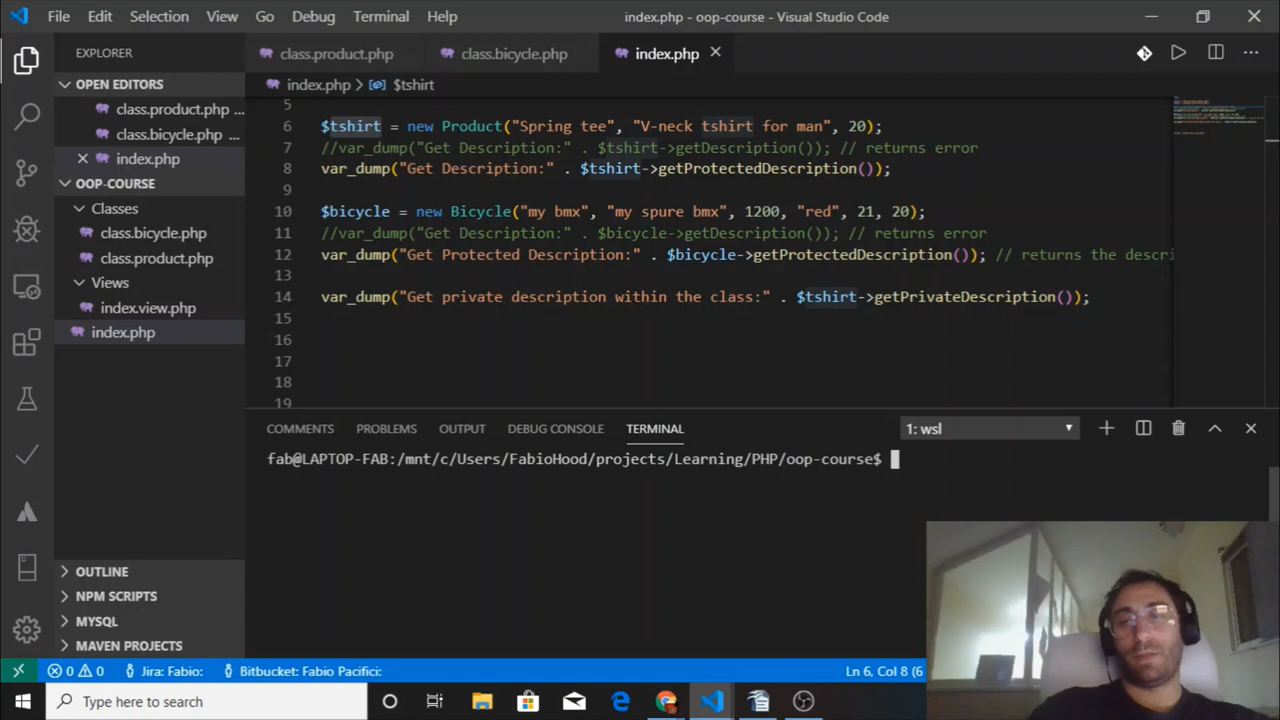 File Edit Selection View Go Debug Terminal Help
index.php - oop-course - Visual Studio Code
EXPLORER
OPEN EDITORS
class.product.php ...
class.bicycle.php ...
index.php
OOP-COURSE
Classes
class.bicycle.php
class.product.php
Views
index.view.php
index.php
OUTLINE
NPM SCRIPTS
MYSQL
MAVEN PROJECTS
class.product.php class.bicycle.php index.php
index.php > $tshirt
5
6 $tshirt = new Product("Spring tee", "V-neck tshirt for man", 20);
7 //var_dump("Get Description:" . $tshirt->getDescription()); // returns error
8 var_dump("Get Description:" . $tshirt->getProtectedDescription());
9
10 $bicycle = new Bicycle("my bmx", "my spure bmx", 1200, "red", 21, 20);
11 //var_dump("Get Description:" . $bicycle->getDescription()); // returns error
12 var_dump("Get Protected Description:" . $bicycle->getProtectedDescription()); // returns the descri
13
14 var_dump("Get private description within the class:" . $tshirt->getPrivateDescription());
15
16
17
18
19
COMMENTS PROBLEMS OUTPUT DEBUG CONSOLE TERMINAL 1: wsl
fab@LAPTOP-FAB:/mnt/c/Users/FabioHood/projects/Learning/PHP/oop-course$
0 0 Jira: Fabio: Bitbucket: Fabio Pacifici: Ln 6, Col 8 (6
Type here to search